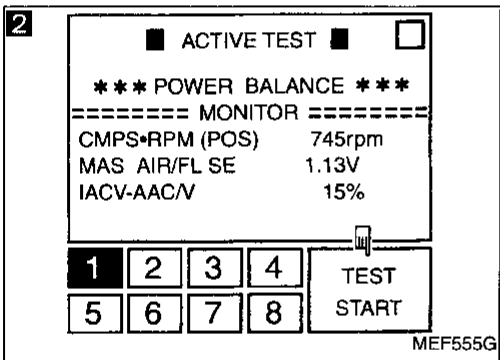 2
■ ACTIVE TEST ■
*** POWER BALANCE ***
======== MONITOR ========
CMPS•RPM (POS) 745rpm
MAS AIR/FL SE 1.13V
IACV-AAC/V 15%
1 2 3 4 TEST
5 6 7 8 START
MEF555G